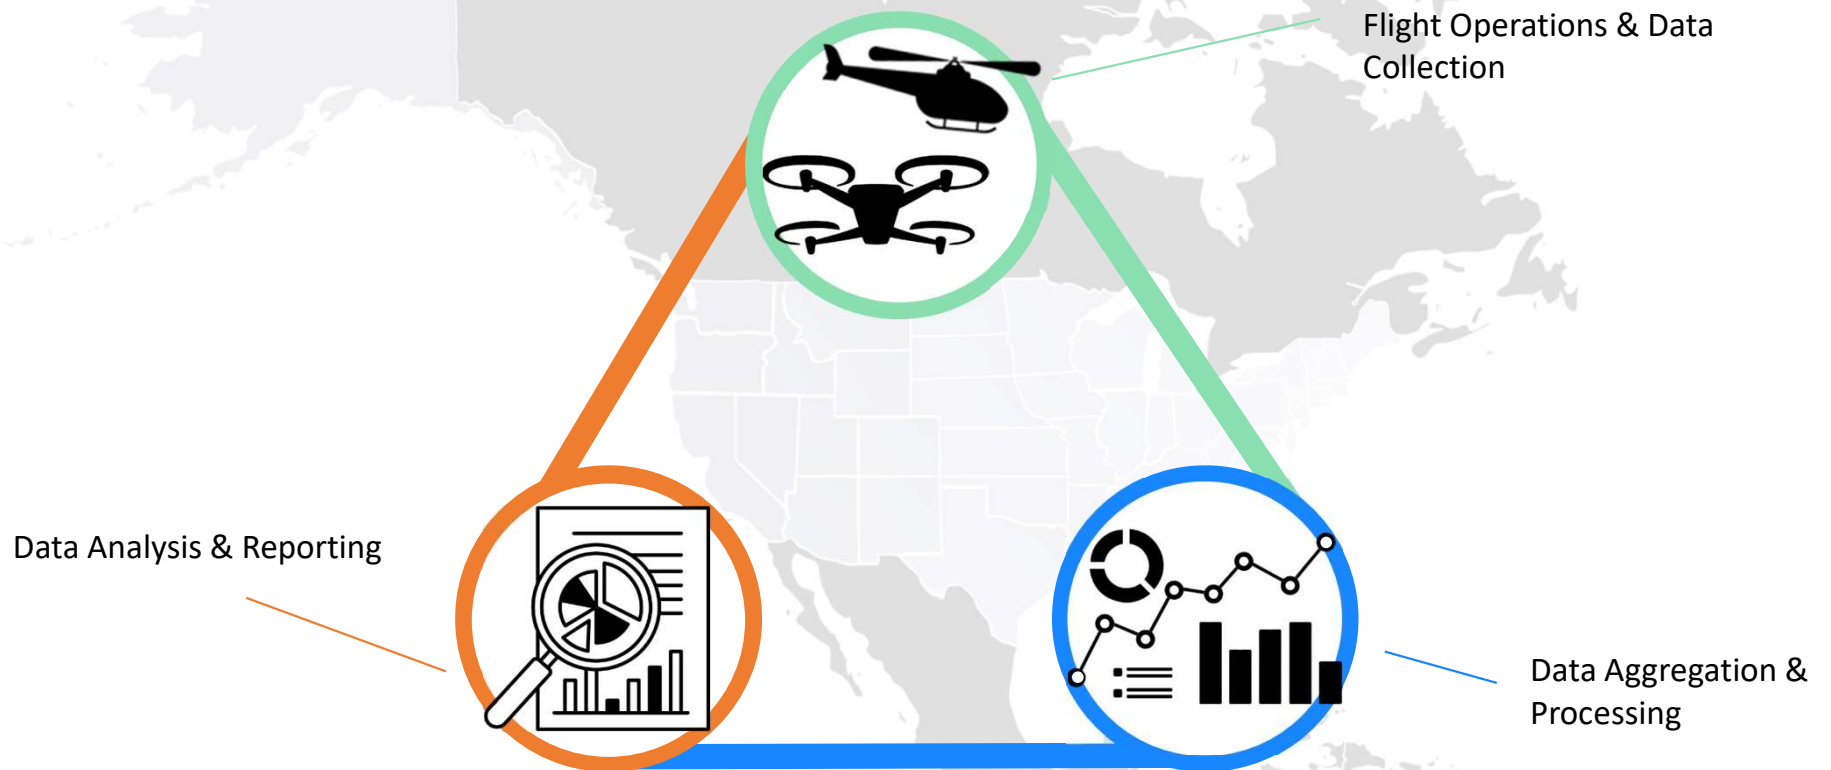 Flight Operations & Data
Collection
Data Analysis & Reporting
Data Aggregation &
Processing